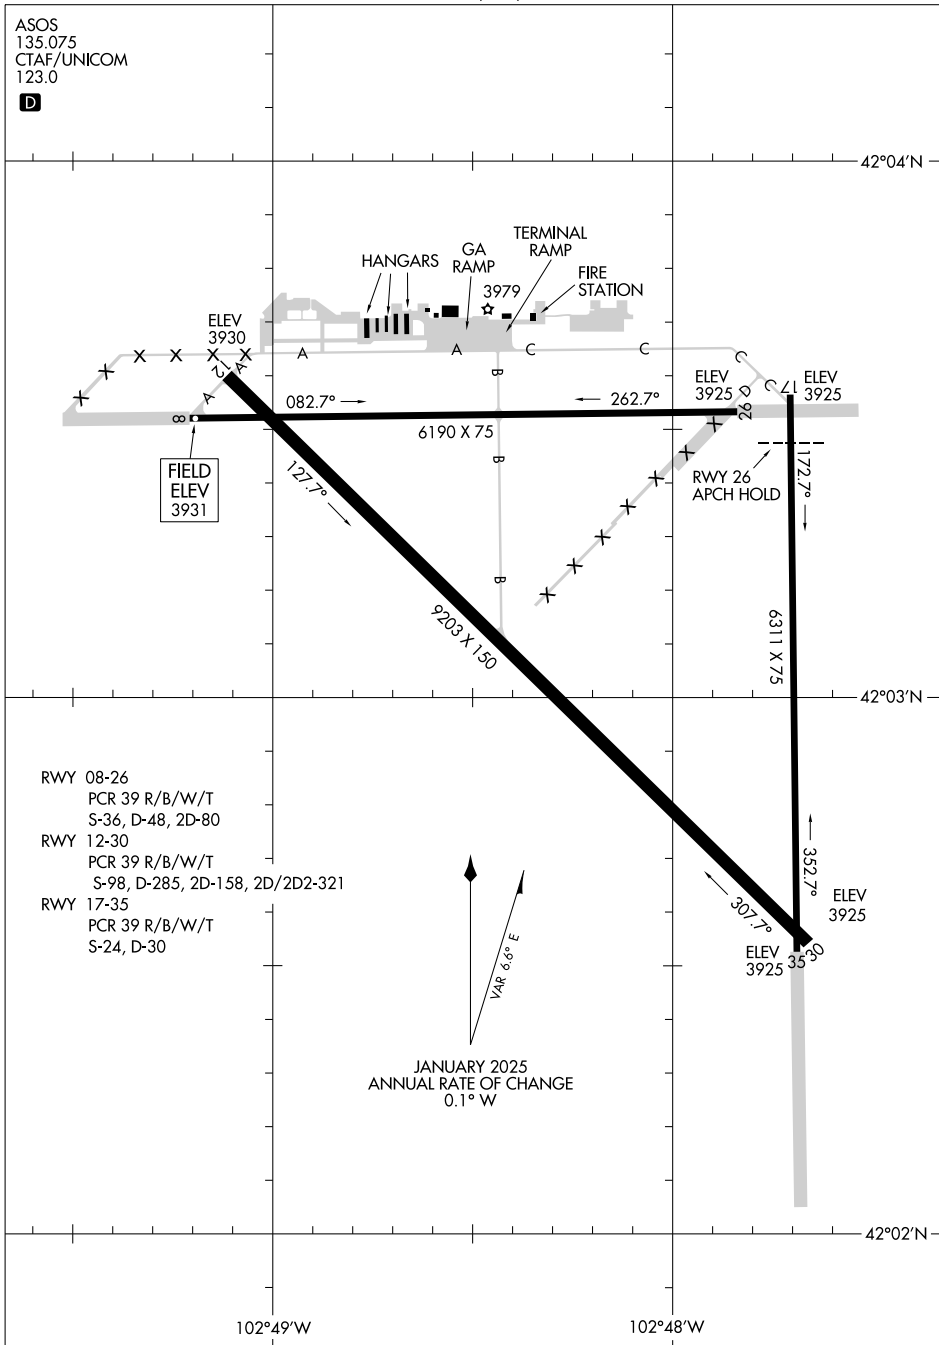 ASOS
135.075
CTAF/UNICOM
123.0
D
42°04'N
HANGARS
GA
RAMP
TERMINAL
RAMP
FIRE
STATION
3979
ELEV
3930
12
A
A
A
A
C
C
C
C
D
B
B
B
X
X
X
X
X
X
ELEV
3925
17
ELEV
3925
26
8
082.7°
262.7°
6190 X 75
FIELD
ELEV
3931
127.7°
RWY 26
APCH HOLD
172.7°
X
X
X
X
X
X
X
9203 X 150
6311 X 75
42°03'N
RWY 08-26
PCR 39 R/B/W/T
S-36, D-48, 2D-80
RWY 12-30
PCR 39 R/B/W/T
S-98, D-285, 2D-158, 2D/2D2-321
RWY 17-35
PCR 39 R/B/W/T
S-24, D-30
352.7°
307.7°
ELEV
3925
30
ELEV
3925
35
VAR 6.6° E
JANUARY 2025
ANNUAL RATE OF CHANGE
0.1° W
42°02'N
102°49'W
102°48'W